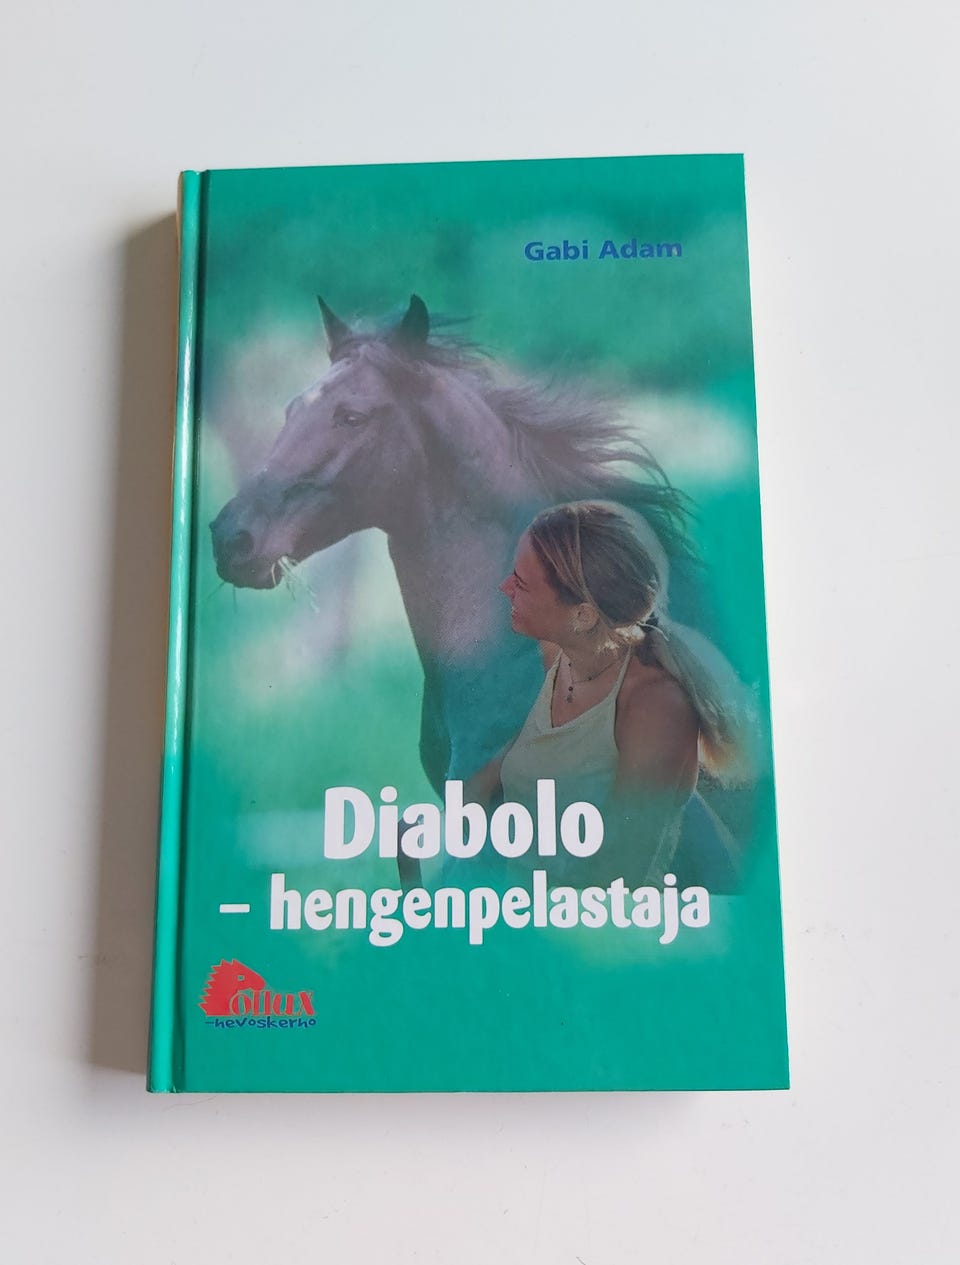 Gabi Adam
Diabolo
– hengenpelastaja
Pollux
–hevoskerho